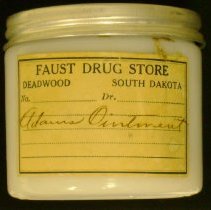 FAUST DRUG STORE
DEADWOOD SOUTH DAKOTA
No. Dr.
Adams Ointment